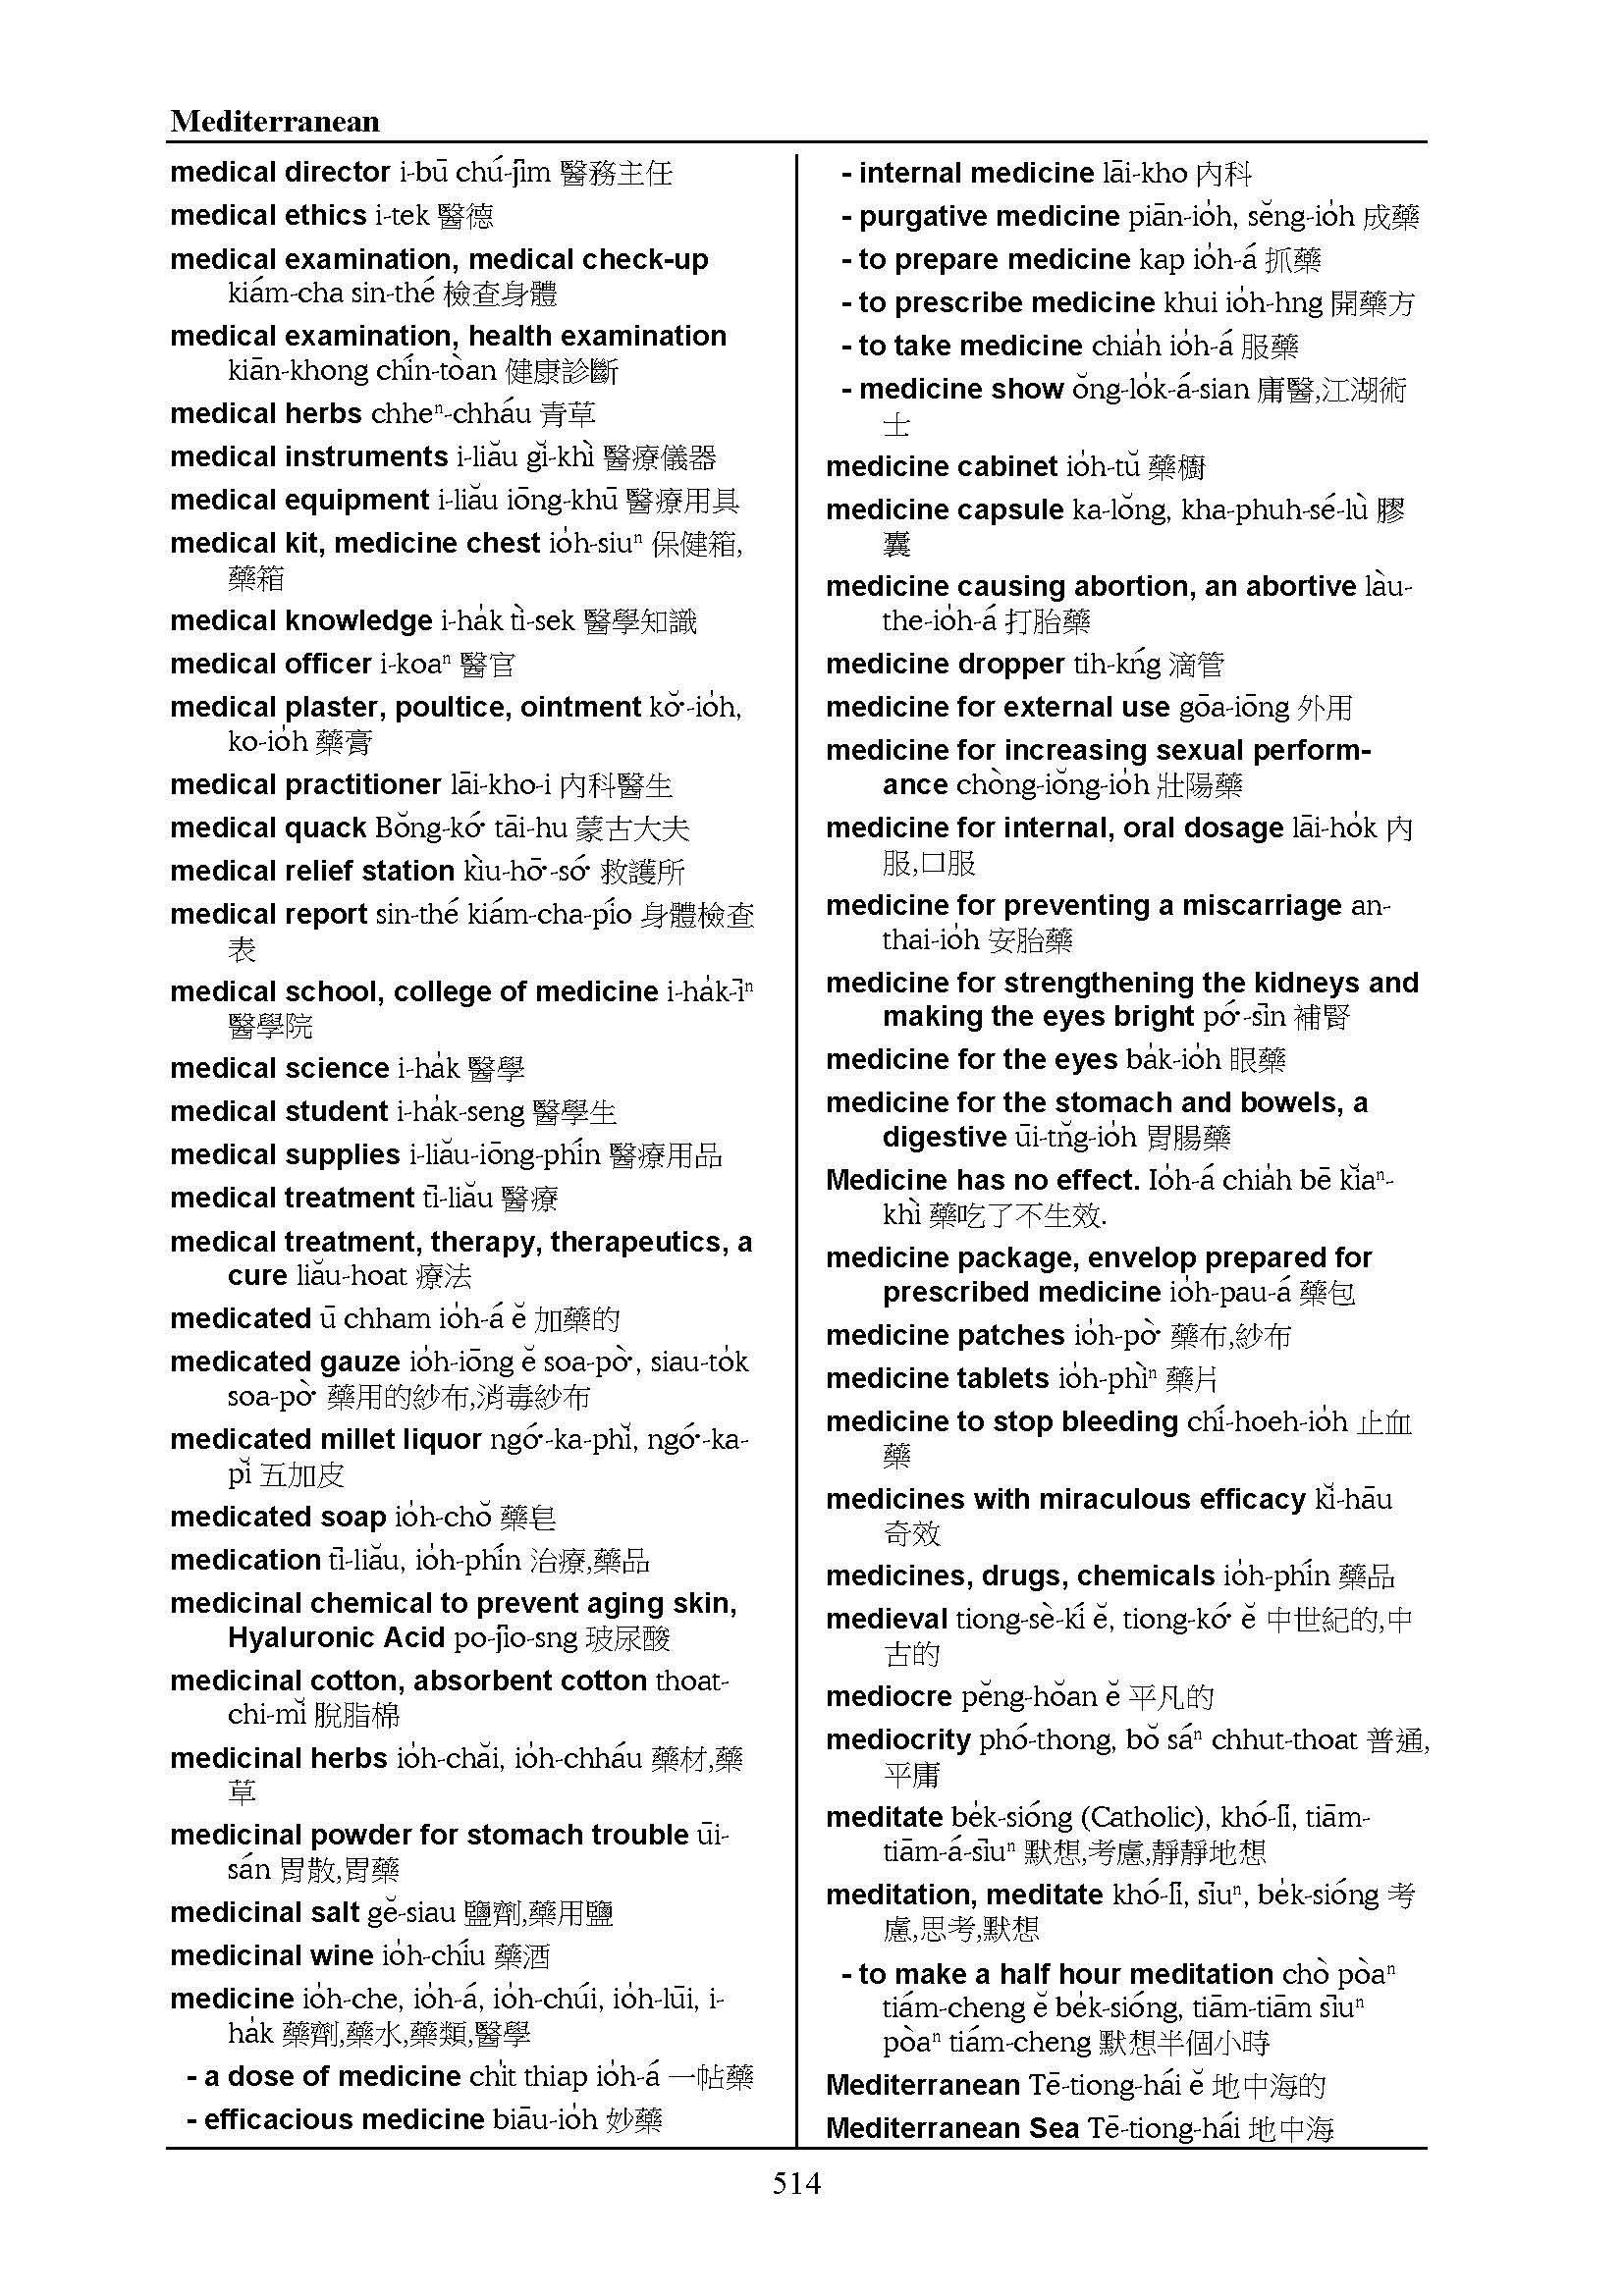 Mediterranean
medical director i-bū chú-jīm 醫務主任
medical ethics i-tek 醫德
medical examination, medical check-up
kiám-cha sin-thé 檢查身體
medical examination, health examination
kiān-khong chín-tòan 健康診斷
medical herbs chheⁿ-chháu 青草
medical instruments i-liău gĭ-khì 醫療儀器
medical equipment i-liău iōng-khū 醫療用具
medical kit, medicine chest io̍h-siuⁿ 保健箱,
藥箱
medical knowledge i-ha̍k tì-sek 醫學知識
medical officer i-koaⁿ 醫官
medical plaster, poultice, ointment kŏ͘-io̍h,
ko-io̍h 藥膏
medical practitioner lāi-kho-i 內科醫生
medical quack Bŏng-kó͘ tāi-hu 蒙古大夫
medical relief station kìu-hō͘-só͘ 救護所
medical report sin-thé kiám-cha-pío 身體檢查
表
medical school, college of medicine i-ha̍k-īⁿ
醫學院
medical science i-ha̍k 醫學
medical student i-ha̍k-seng 醫學生
medical supplies i-liău-iōng-phín 醫療用品
medical treatment tī-liău 醫療
medical treatment, therapy, therapeutics, a
cure liău-hoat 療法
medicated ū chham io̍h-á ĕ 加藥的
medicated gauze io̍h-iōng ĕ soa-pò͘, siau-to̍k
soa-pò͘ 藥用的紗布,消毒紗布
medicated millet liquor ngó͘-ka-phĭ, ngó͘-ka-
pĭ 五加皮
medicated soap io̍h-chŏ 藥皂
medication tī-liău, io̍h-phín 治療,藥品
medicinal chemical to prevent aging skin,
Hyaluronic Acid po-jīo-sng 玻尿酸
medicinal cotton, absorbent cotton thoat-
chi-mĭ 脫脂棉
medicinal herbs io̍h-chăi, io̍h-chháu 藥材,藥
草
medicinal powder for stomach trouble ūi-
sán 胃散,胃藥
medicinal salt gĕ-siau 鹽劑,藥用鹽
medicinal wine io̍h-chíu 藥酒
medicine io̍h-che, io̍h-á, io̍h-chúi, io̍h-lūi, i-
ha̍k 藥劑,藥水,藥類,醫學
- a dose of medicine chi̍t thiap io̍h-á 一帖藥
- efficacious medicine biāu-io̍h 妙藥
- internal medicine lāi-kho 內科
- purgative medicine piān-io̍h, sĕng-io̍h 成藥
- to prepare medicine kap io̍h-á 抓藥
- to prescribe medicine khui io̍h-hng 開藥方
- to take medicine chia̍h io̍h-á 服藥
- medicine show ŏng-lo̍k-á-sian 庸醫,江湖術
士
medicine cabinet io̍h-tŭ 藥櫥
medicine capsule ka-lŏng, kha-phuh-sé-lù 膠
囊
medicine causing abortion, an abortive làu-
the-io̍h-á 打胎藥
medicine dropper tih-kńg 滴管
medicine for external use gōa-iōng 外用
medicine for increasing sexual perform-
ance chòng-iŏng-io̍h 壯陽藥
medicine for internal, oral dosage lāi-ho̍k 內
服,口服
medicine for preventing a miscarriage an-
thai-io̍h 安胎藥
medicine for strengthening the kidneys and
making the eyes bright pó͘-sīn 補腎
medicine for the eyes ba̍k-io̍h 眼藥
medicine for the stomach and bowels, a
digestive ūi-tn̆g-io̍h 胃腸藥
Medicine has no effect. Io̍h-á chia̍h bē kĭaⁿ-
khì 藥吃了不生效.
medicine package, envelop prepared for
prescribed medicine io̍h-pau-á 藥包
medicine patches io̍h-pò͘ 藥布,紗布
medicine tablets io̍h-phìⁿ 藥片
medicine to stop bleeding chí-hoeh-io̍h 止血
藥
medicines with miraculous efficacy kĭ-hāu
奇效
medicines, drugs, chemicals io̍h-phín 藥品
medieval tiong-sè-kí ĕ, tiong-kó͘ ĕ 中世紀的,中
古的
mediocre pĕng-hŏan ĕ 平凡的
mediocrity phó-thong, bŏ sáⁿ chhut-thoat 普通,
平庸
meditate be̍k-sióng (Catholic), khó-lī, tiām-
tiām-á-sīuⁿ 默想,考慮,靜靜地想
meditation, meditate khó-lī, sīuⁿ, be̍k-sióng 考
慮,思考,默想
- to make a half hour meditation chò pòaⁿ
tiám-cheng ĕ be̍k-sióng, tiām-tiām sīuⁿ
pòaⁿ tiám-cheng 默想半個小時
Mediterranean Tē-tiong-hái ĕ 地中海的
Mediterranean Sea Tē-tiong-hái 地中海
514